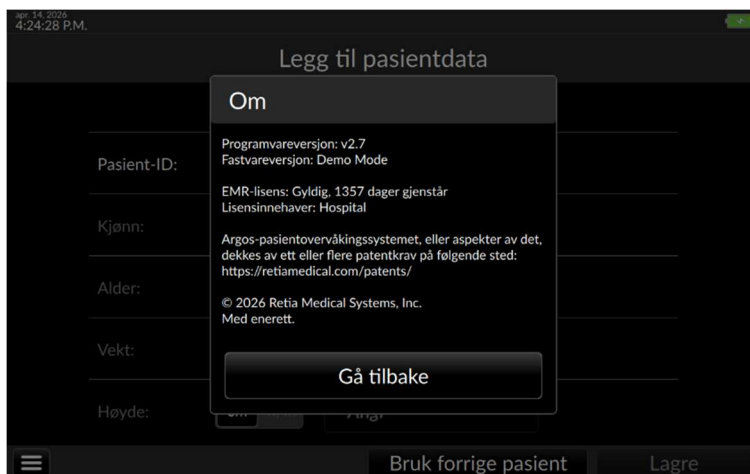 apr. 14, 2026
4:24:28 P.M.
Legg til pasientdata
Om
Programvareversjon: v2.7
Fastvareversjon: Demo Mode
EMR-lisens: Gyldig, 1357 dager gjenstår
Lisensinnehaver: Hospital
Argos-pasientovervåkingssystemet, eller aspekter av det,
dekkes av ett eller flere patentkrav på følgende sted:
https://retiamedical.com/patents/
© 2026 Retia Medical Systems, Inc.
Med enerett.
Gå tilbake
Pasient-ID:
Kjønn:
Alder:
Vekt:
Høyde:
Bruk forrige pasient
Lagre